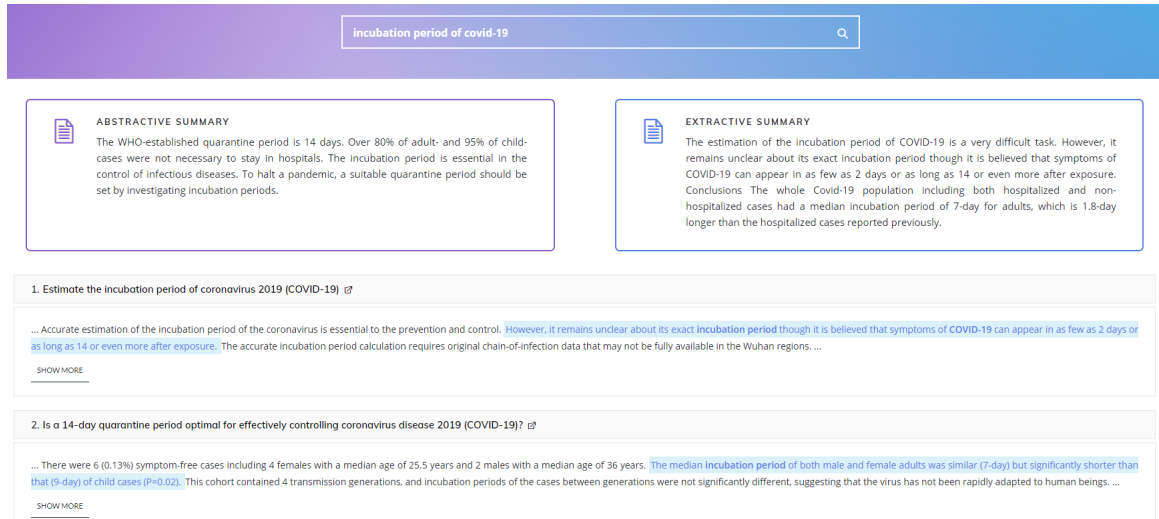 incubation period of covid-19
ABSTRACTIVE SUMMARY
The WHO-established quarantine period is 14 days. Over 80% of adult- and 95% of child-
cases were not necessary to stay in hospitals. The incubation period is essential in the
control of infectious diseases. To halt a pandemic, a suitable quarantine period should be
set by investigating incubation periods.
EXTRACTIVE SUMMARY
The estimation of the incubation period of COVID-19 is a very difficult task. However, it
remains unclear about its exact incubation period though it is believed that symptoms of
COVID-19 can appear in as few as 2 days or as long as 14 or even more after exposure.
Conclusions The whole Covid-19 population including both hospitalized and non-
hospitalized cases had a median incubation period of 7-day for adults, which is 1.8-day
longer than the hospitalized cases reported previously.
1. Estimate the incubation period of coronavirus 2019 (COVID-19)
... Accurate estimation of the incubation period of the coronavirus is essential to the prevention and control. However, it remains unclear about its exact incubation period though it is believed that symptoms of COVID-19 can appear in as few as 2 days or
as long as 14 or even more after exposure. The accurate incubation period calculation requires original chain-of-infection data that may not be fully available in the Wuhan regions. ...
SHOW MORE
2. Is a 14-day quarantine period optimal for effectively controlling coronavirus disease 2019 (COVID-19)?
... There were 6 (0.13%) symptom-free cases including 4 females with a median age of 25.5 years and 2 males with a median age of 36 years. The median incubation period of both male and female adults was similar (7-day) but significantly shorter than
that (9-day) of child cases (P=0.02). This cohort contained 4 transmission generations, and incubation periods of the cases between generations were not significantly different, suggesting that the virus has not been rapidly adapted to human beings. ...
SHOW MORE